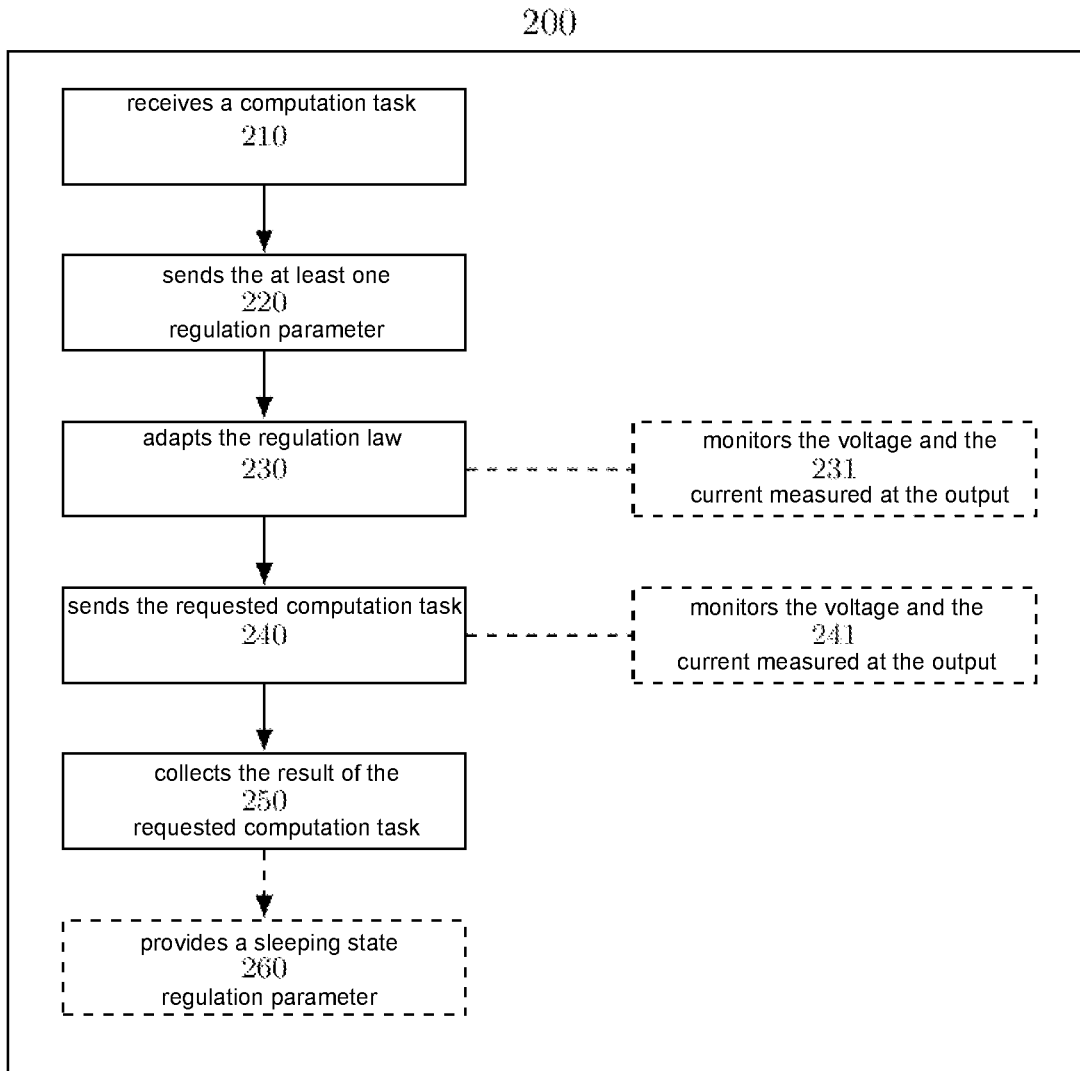 200
receives a computation task
210
sends the at least one
220
regulation parameter
adapts the regulation law
230
monitors the voltage and the
231
current measured at the output
sends the requested computation task
240
monitors the voltage and the
241
current measured at the output
collects the result of the
250
requested computation task
provides a sleeping state
260
regulation parameter